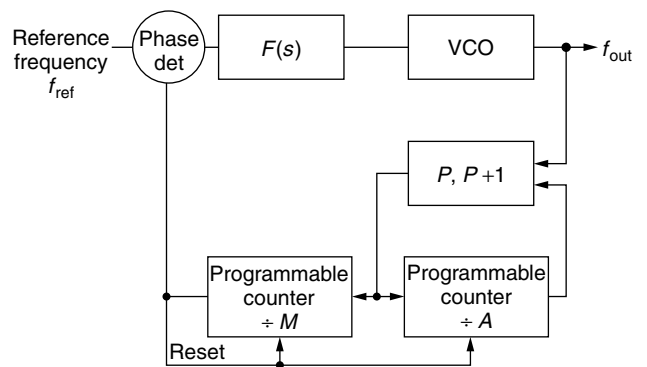 Reference
frequency
f_ref
Phase
det
F(s)
VCO
f_out
P, P+1
Programmable
counter
÷ M
Programmable
counter
÷ A
Reset